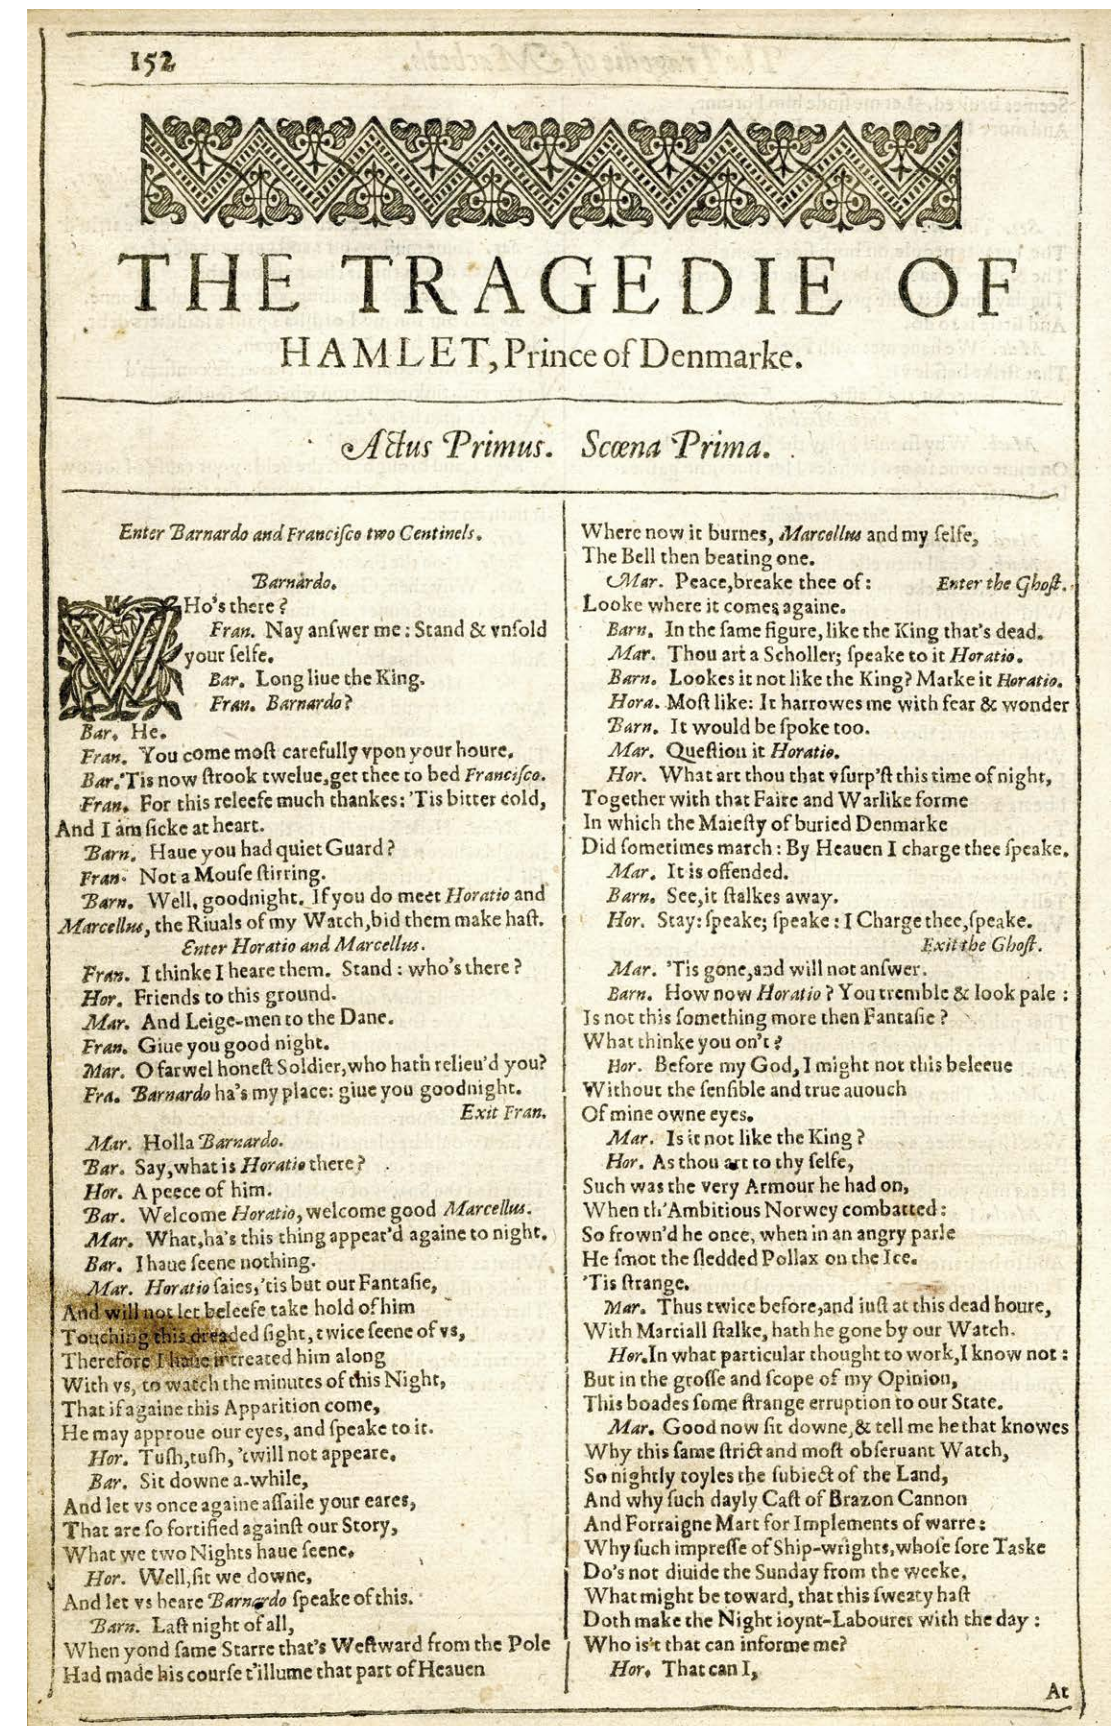 152
THE TRAGEDIE OF
HAMLET, Prince of Denmarke.
Actus Primus. Scœna Prima.
Enter Barnardo and Franciſco two Centinels.
Barnardo.
WHo's there?
Fran. Nay anſwer me: Stand & vnfold
your ſelfe.
Bar. Long liue the King.
Fran. Barnardo?
Bar. He.
Fran. You come moſt carefully vpon your houre.
Bar. 'Tis now ſtrook twelue, get thee to bed Franciſco.
Fran. For this releefe much thankes: 'Tis bitter cold,
And I am ſicke at heart.
Barn. Haue you had quiet Guard?
Fran. Not a Mouſe ſtirring.
Barn. Well, goodnight. If you do meet Horatio and
Marcellus, the Riuals of my Watch, bid them make haſt.
Enter Horatio and Marcellus.
Fran. I thinke I heare them. Stand: who's there?
Hor. Friends to this ground.
Mar. And Leige-men to the Dane.
Fran. Giue you good night.
Mar. O farwel honeſt Soldier, who hath relieu'd you?
Fra. Barnardo ha's my place: giue you goodnight.
Exit Fran.
Mar. Holla Barnardo.
Bar. Say, what is Horatio there?
Hor. A peece of him.
Bar. Welcome Horatio, welcome good Marcellus.
Mar. What, ha's this thing appear'd againe to night.
Bar. I haue ſeene nothing.
Mar. Horatio ſaies, 'tis but our Fantaſie,
And will not let beleefe take hold of him
Touching this dreaded ſight, twice ſeene of vs,
Therefore I haue intreated him along
With vs, to watch the minutes of this Night,
That if againe this Apparition come,
He may approue our eyes, and ſpeake to it.
Hor. Tuſh, tuſh, 'twill not appeare.
Bar. Sit downe a-while,
And let vs once againe aſſaile your eares,
That are ſo fortified againſt our Story,
What we two Nights haue ſeene.
Hor. Well, ſit we downe,
And let vs heare Barnardo ſpeake of this.
Barn. Laſt night of all,
When yond ſame Starre that's Weſtward from the Pole
Had made his courſe t'illume that part of Heauen
Where now it burnes, Marcellus and my ſelfe,
The Bell then beating one.
Mar. Peace, breake thee of: Enter the Ghoſt.
Looke where it comes againe.
Barn. In the ſame figure, like the King that's dead.
Mar. Thou art a Scholler; ſpeake to it Horatio.
Barn. Lookes it not like the King? Marke it Horatio.
Hora. Moſt like: It harrowes me with fear & wonder
Barn. It would be ſpoke too.
Mar. Queſtion it Horatio.
Hor. What art thou that vſurp'ſt this time of night,
Together with that Faire and Warlike forme
In which the Maieſty of buried Denmarke
Did ſometimes march: By Heauen I charge thee ſpeake.
Mar. It is offended.
Barn. See, it ſtalkes away.
Hor. Stay: ſpeake; ſpeake: I Charge thee, ſpeake.
Exit the Ghoſt.
Mar. 'Tis gone, and will not anſwer.
Barn. How now Horatio? You tremble & look pale:
Is not this ſomething more then Fantaſie?
What thinke you on't?
Hor. Before my God, I might not this beleeue
Without the ſenſible and true auouch
Of mine owne eyes.
Mar. Is it not like the King?
Hor. As thou art to thy ſelfe,
Such was the very Armour he had on,
When th'Ambitious Norwey combatted:
So frown'd he once, when in an angry parle
He ſmot the ſledded Pollax on the Ice.
'Tis ſtrange.
Mar. Thus twice before, and iuſt at this dead houre,
With Martiall ſtalke, hath he gone by our Watch.
Hor. In what particular thought to work, I know not:
But in the groſſe and ſcope of my Opinion,
This boades ſome ſtrange erruption to our State.
Mar. Good now ſit downe, & tell me he that knowes
Why this ſame ſtrict and moſt obſeruant Watch,
So nightly toyles the ſubiect of the Land,
And why ſuch dayly Caſt of Brazon Cannon
And Forraigne Mart for Implements of warre:
Why ſuch impreſſe of Ship-wrights, whoſe ſore Taske
Do's not diuide the Sunday from the weeke,
What might be toward, that this ſweaty haſt
Doth make the Night ioynt-Labourer with the day:
Who is't that can informe me?
Hor. That can I,
At